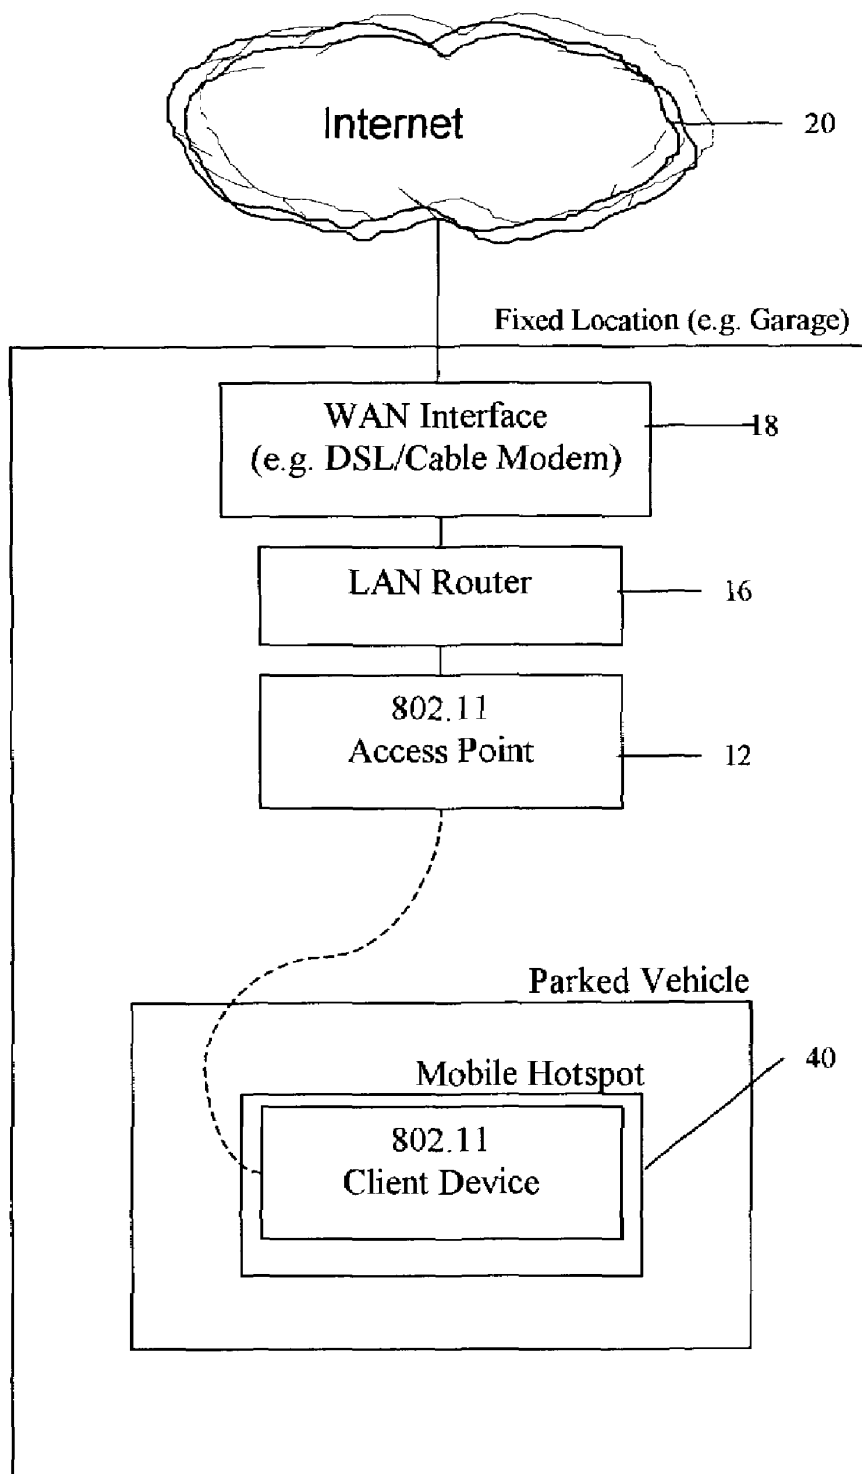 Internet
20
Fixed Location (e.g. Garage)
WAN Interface
(e.g. DSL/Cable Modem)
18
LAN Router
16
802.11
Access Point
12
Parked Vehicle
Mobile Hotspot
40
802.11
Client Device